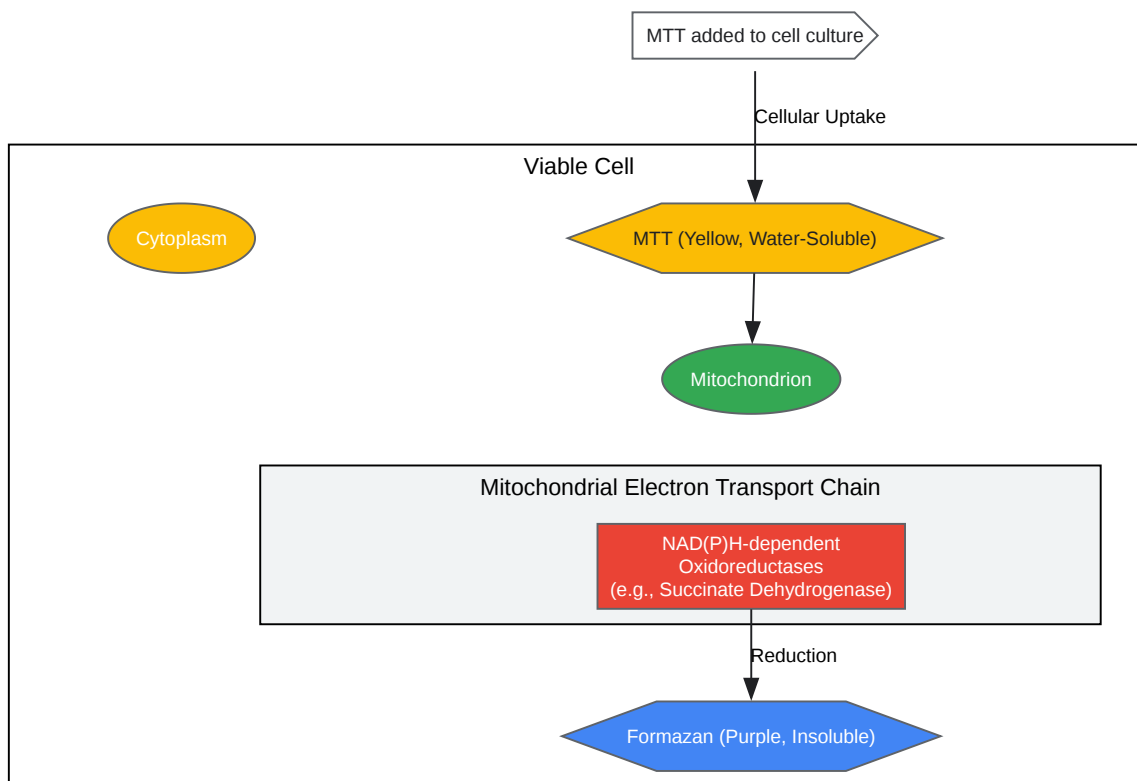 MTT added to cell culture
Cellular Uptake
Viable Cell
Cytoplasm
MTT (Yellow, Water-Soluble)
Mitochondrion
Mitochondrial Electron Transport Chain
NAD(P)H-dependent
Oxidoreductases
(e.g., Succinate Dehydrogenase)
Reduction
Formazan (Purple, Insoluble)